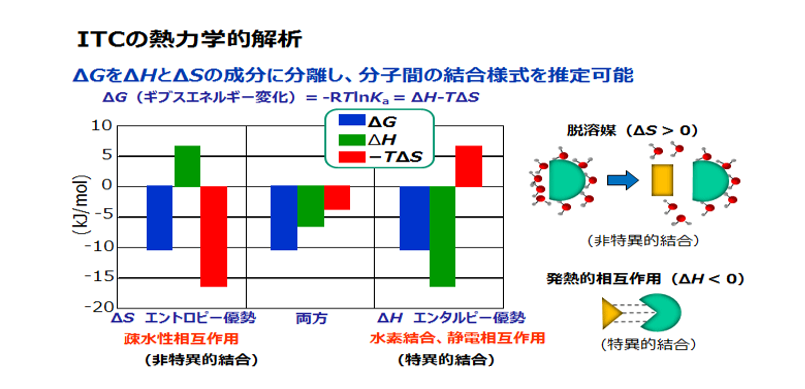 ITCの熱力学的解析
ΔGをΔHとΔSの成分に分離し、分子間の結合様式を推定可能
ΔG（ギブスエネルギー変化）= -RTlnKa = ΔH-TΔS
ΔG
ΔH
−TΔS
(kJ/mol)
10
5
0
-5
-10
-15
-20
ΔS エントロピー優勢
両方
ΔH エンタルピー優勢
疎水性相互作用
水素結合、静電相互作用
(非特異的結合)
(特異的結合)
脱溶媒（ΔS > 0）
(非特異的結合)
発熱的相互作用（ΔH < 0）
(特異的結合)